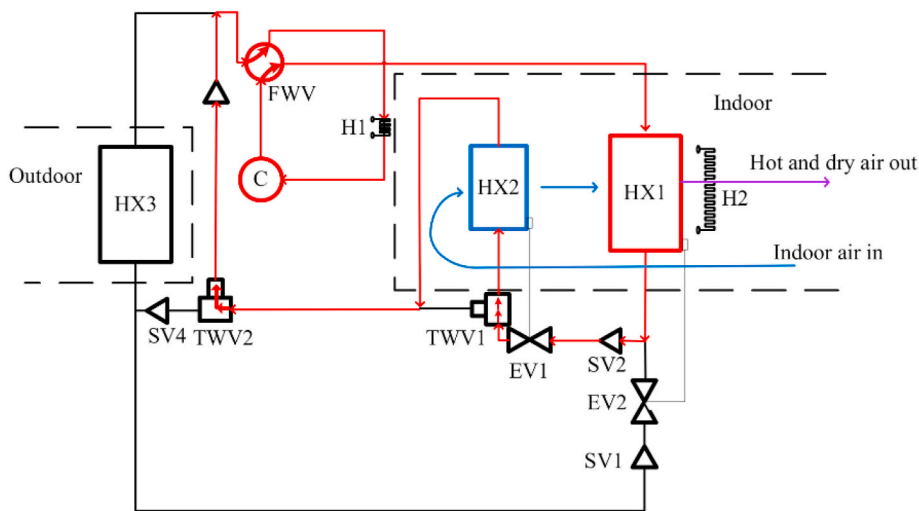 FWV
Indoor
H1
Outdoor
HX3
C
HX2
HX1
Hot and dry air out
H2
Indoor air in
SV4
TWV2
TWV1
EV1
SV2
EV2
SV1